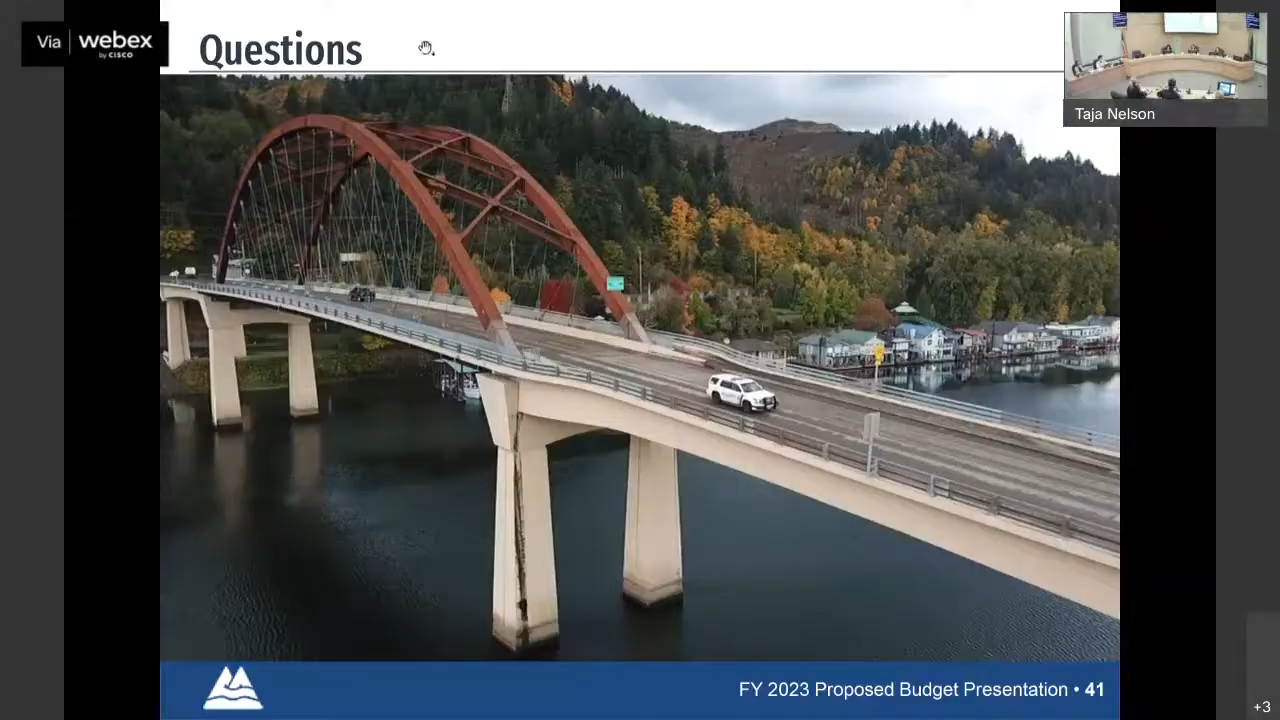 Via webex
by CISCO
Questions
Taja Nelson
FY 2023 Proposed Budget Presentation • 41
+3